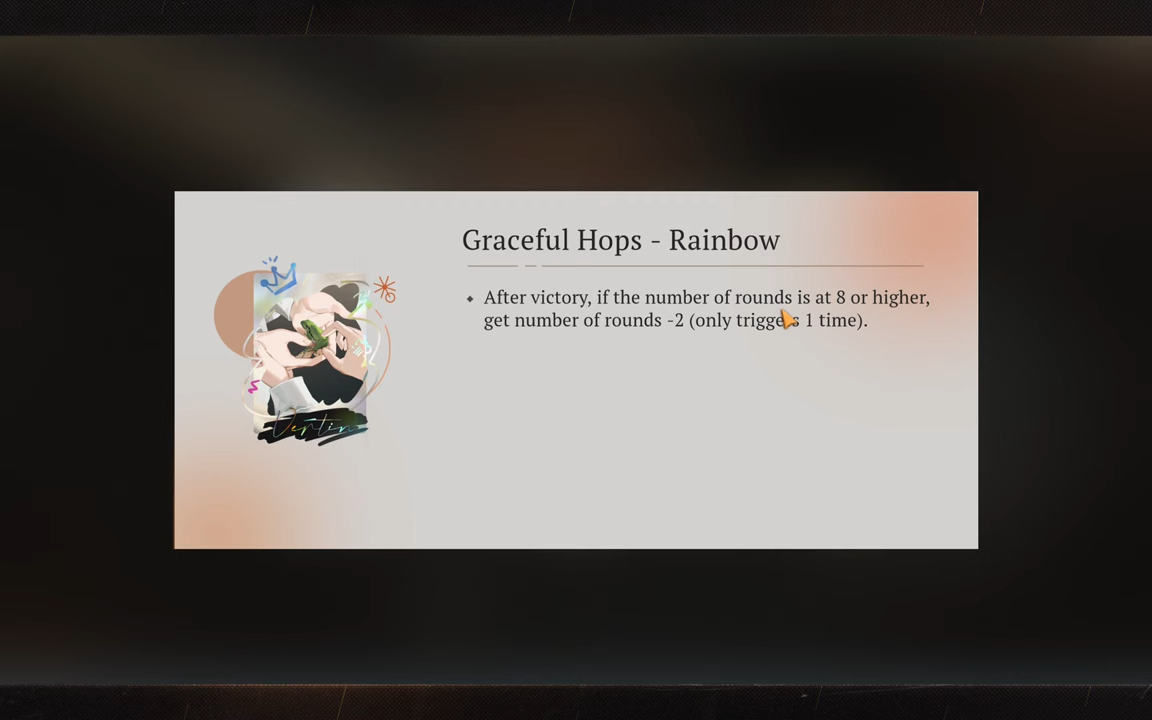 Graceful Hops - Rainbow
After victory, if the number of rounds is at 8 or higher,
get number of rounds -2 (only triggers 1 time).
Vertin